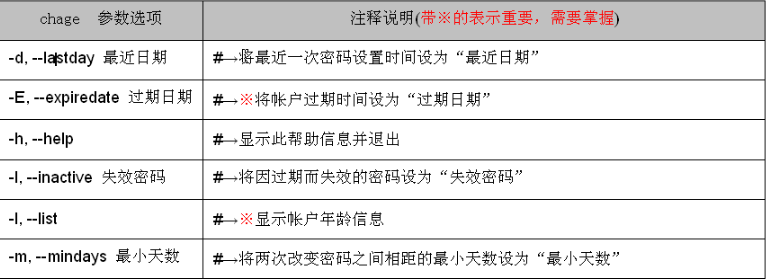 chage 参数选项 注释说明(带※的表示重要，需要掌握)
-d, --lastday 最近日期 #→将最近一次密码设置时间设为“最近日期”
-E, --expiredate 过期日期 #→※将帐户过期时间设为“过期日期”
-h, --help #→显示此帮助信息并退出
-I, --inactive 失效密码 #→将因过期而失效的密码设为“失效密码”
-l, --list #→※显示帐户年龄信息
-m, --mindays 最小天数 #→将两次改变密码之间相距的最小天数设为“最小天数”